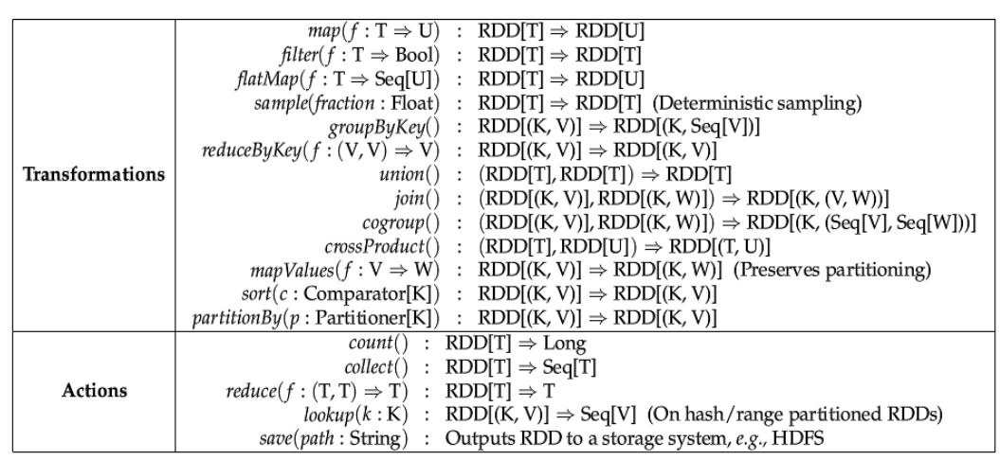 map(f : T ⇒ U) : RDD[T] ⇒ RDD[U]
filter(f : T ⇒ Bool) : RDD[T] ⇒ RDD[T]
flatMap(f : T ⇒ Seq[U]) : RDD[T] ⇒ RDD[U]
sample(fraction : Float) : RDD[T] ⇒ RDD[T] (Deterministic sampling)
groupByKey() : RDD[(K, V)] ⇒ RDD[(K, Seq[V])]
reduceByKey(f : (V, V) ⇒ V) : RDD[(K, V)] ⇒ RDD[(K, V)]
Transformations union() : (RDD[T], RDD[T]) ⇒ RDD[T]
join() : (RDD[(K, V)], RDD[(K, W)]) ⇒ RDD[(K, (V, W))]
cogroup() : (RDD[(K, V)], RDD[(K, W)]) ⇒ RDD[(K, (Seq[V], Seq[W]))]
crossProduct() : (RDD[T], RDD[U]) ⇒ RDD[(T, U)]
mapValues(f : V ⇒ W) : RDD[(K, V)] ⇒ RDD[(K, W)] (Preserves partitioning)
sort(c : Comparator[K]) : RDD[(K, V)] ⇒ RDD[(K, V)]
partitionBy(p : Partitioner[K]) : RDD[(K, V)] ⇒ RDD[(K, V)]
count() : RDD[T] ⇒ Long
collect() : RDD[T] ⇒ Seq[T]
Actions reduce(f : (T, T) ⇒ T) : RDD[T] ⇒ T
lookup(k : K) : RDD[(K, V)] ⇒ Seq[V] (On hash/range partitioned RDDs)
save(path : String) : Outputs RDD to a storage system, e.g., HDFS